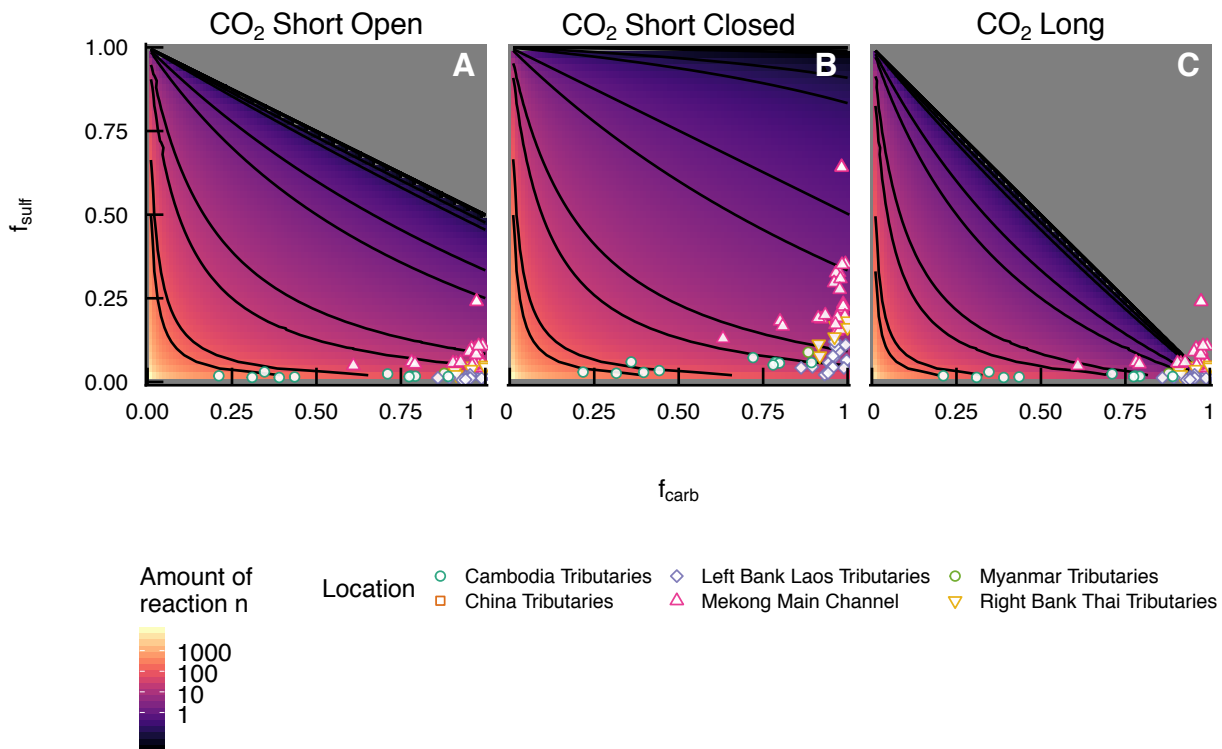 CO2 Short Open CO2 Short Closed CO2 Long
A B C
1.00
0.75
0.50
0.25
0.00
fsulf
0.00 0.25 0.50 0.75 1
0 0.25 0.50 0.75 1
0 0.25 0.50 0.75 1
fcarb
Amount of
reaction n
1000
100
10
1
Location
Cambodia Tributaries Left Bank Laos Tributaries Myanmar Tributaries
China Tributaries Mekong Main Channel Right Bank Thai Tributaries